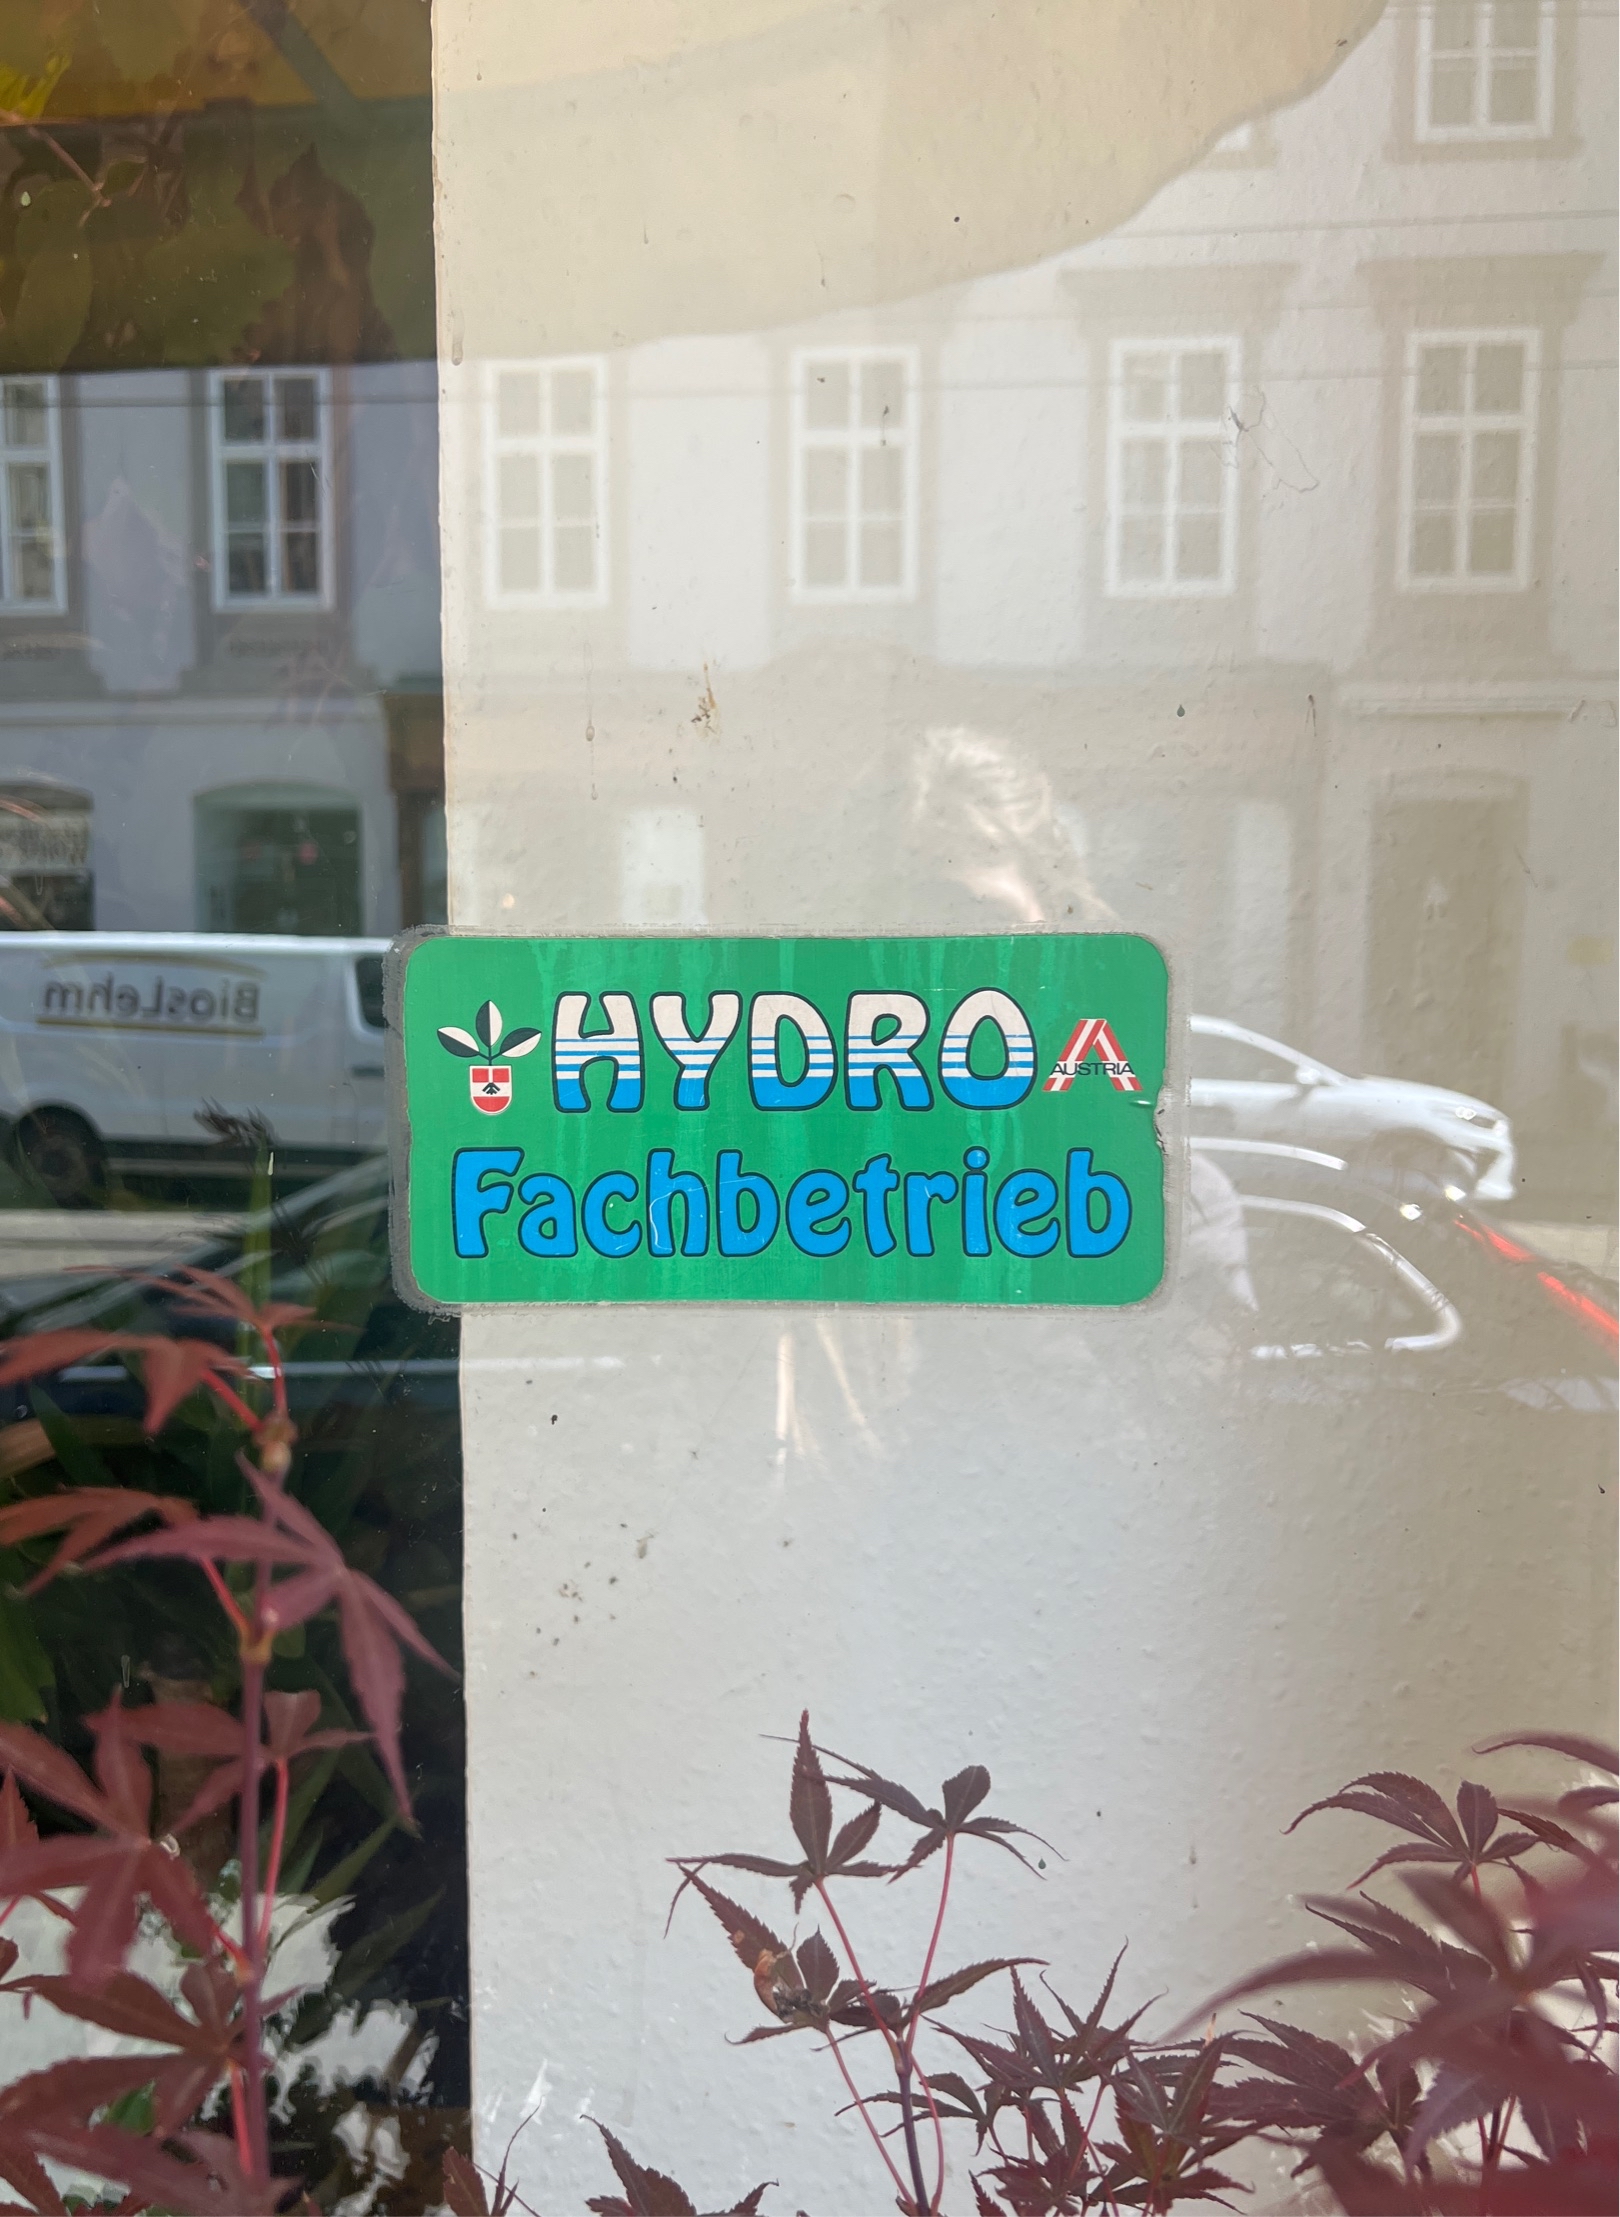 HYDRO
AUSTRIA
Fachbetrieb
BiosLehm